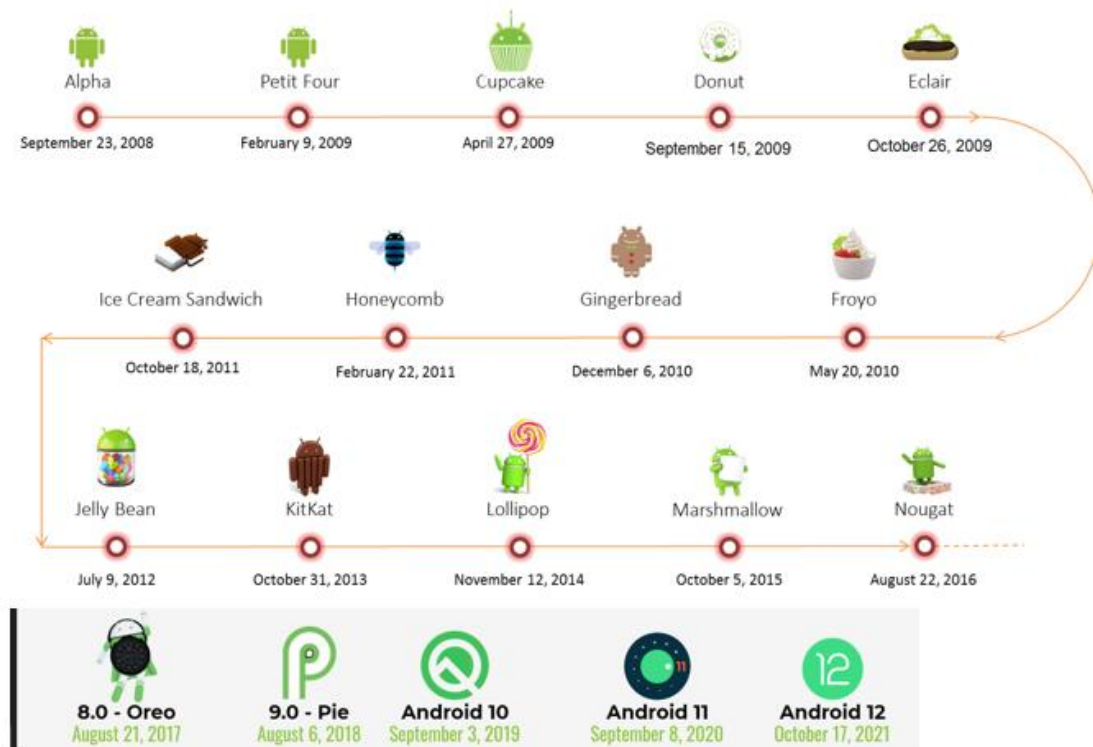 Alpha
Petit Four
Cupcake
Donut
Eclair
September 23, 2008
February 9, 2009
April 27, 2009
September 15, 2009
October 26, 2009
Ice Cream Sandwich
Honeycomb
Gingerbread
Froyo
October 18, 2011
February 22, 2011
December 6, 2010
May 20, 2010
Jelly Bean
KitKat
Lollipop
Marshmallow
Nougat
July 9, 2012
October 31, 2013
November 12, 2014
October 5, 2015
August 22, 2016
11
12
8.0 - Oreo
9.0 - Pie
Android 10
Android 11
Android 12
August 21, 2017
August 6, 2018
September 3, 2019
September 8, 2020
October 17, 2021